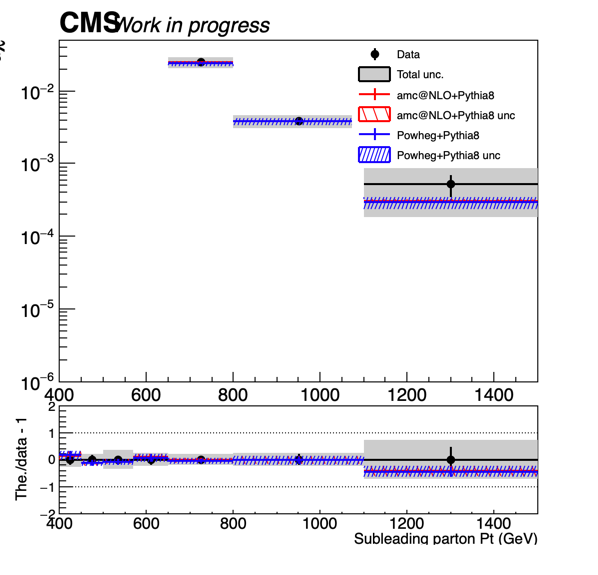 CMS Work in progress
Data
Total unc.
amc@NLO+Pythia8
amc@NLO+Pythia8 unc
Powheg+Pythia8
Powheg+Pythia8 unc
10⁻²
10⁻³
10⁻⁴
10⁻⁵
10⁻⁶
400 600 800 1000 1200 1400
The./data - 1
2
1
0
−1
−2
400 600 800 1000 1200 1400
Subleading parton Pt (GeV)